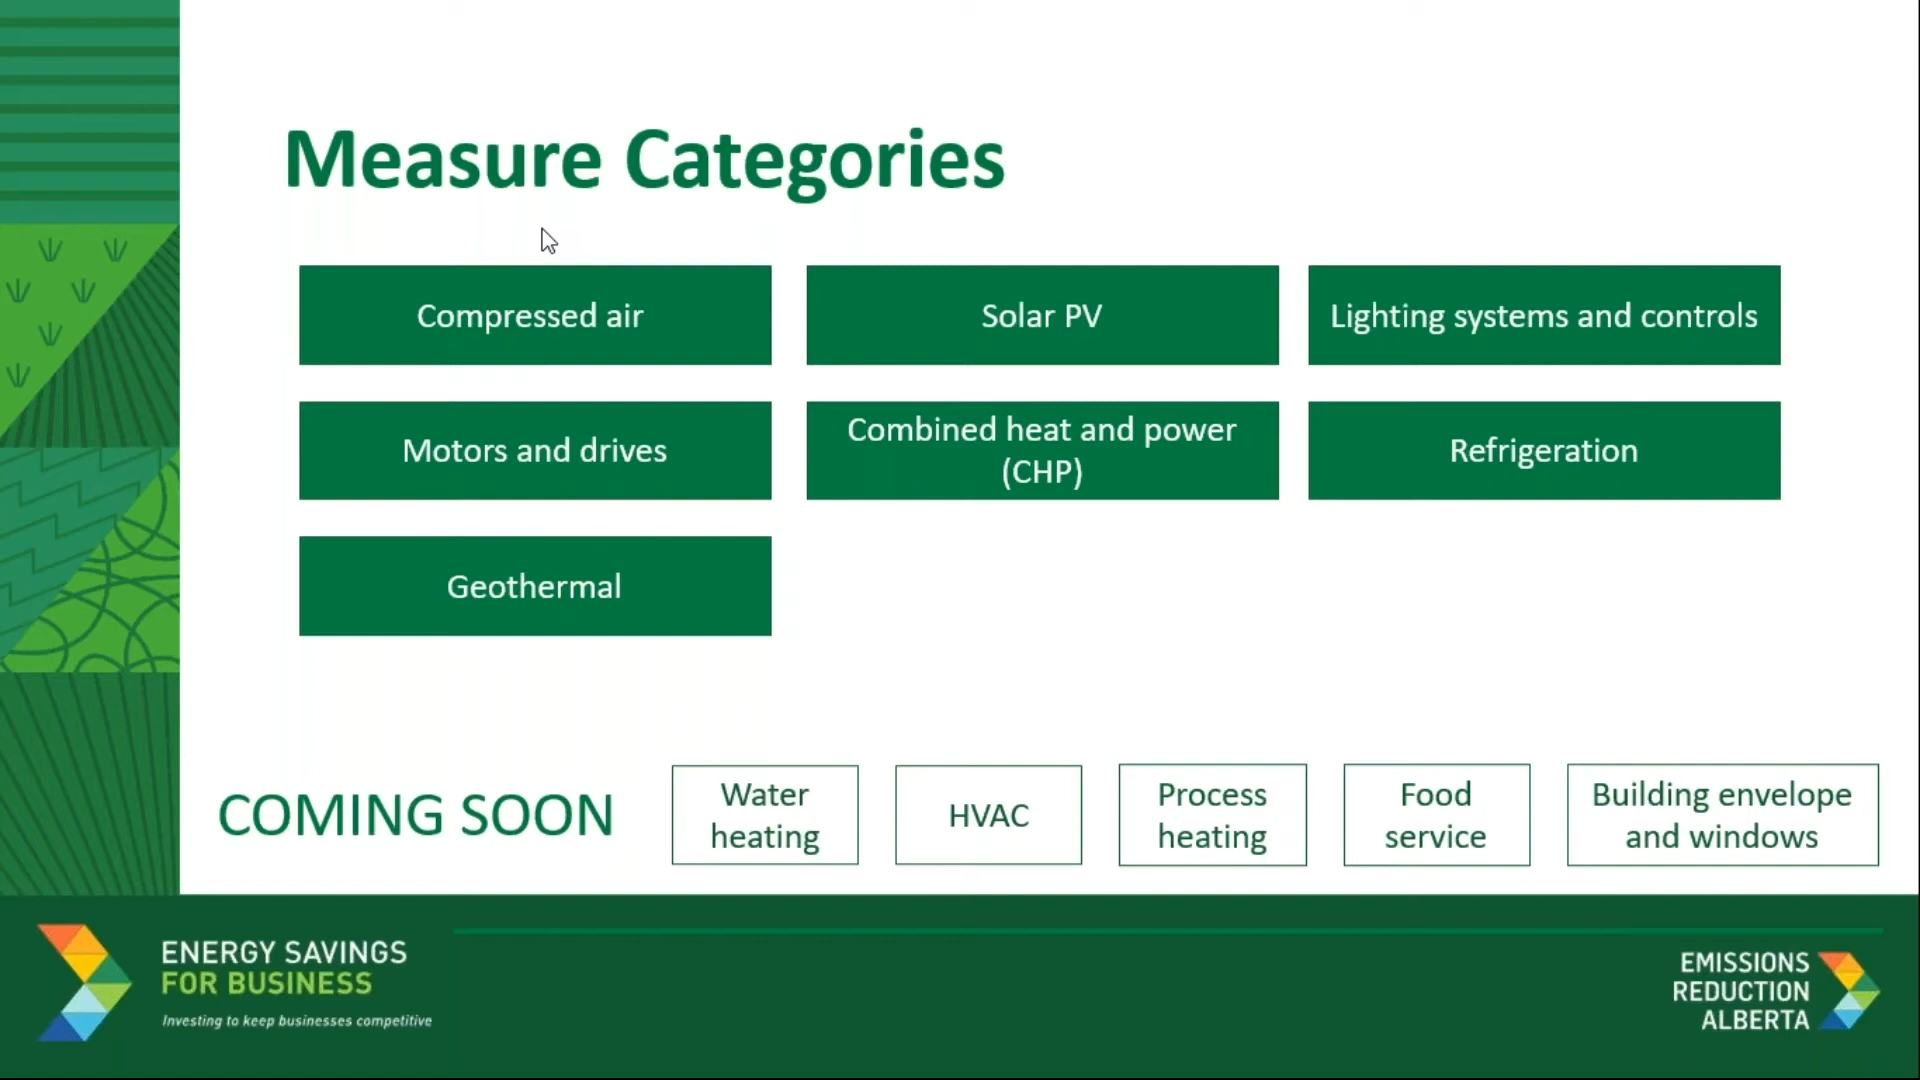 Measure Categories
Compressed air
Solar PV
Lighting systems and controls
Motors and drives
Combined heat and power
(CHP)
Refrigeration
Geothermal
COMING SOON
Water
heating
HVAC
Process
heating
Food
service
Building envelope
and windows
ENERGY SAVINGS
FOR BUSINESS
Investing to keep businesses competitive
EMISSIONS
REDUCTION
ALBERTA